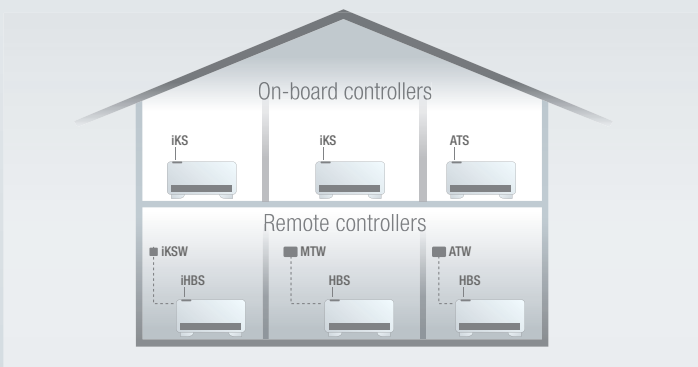 On-board controllers
iKS
iKS
ATS
Remote controllers
iKSW
MTW
ATW
iHBS
HBS
HBS